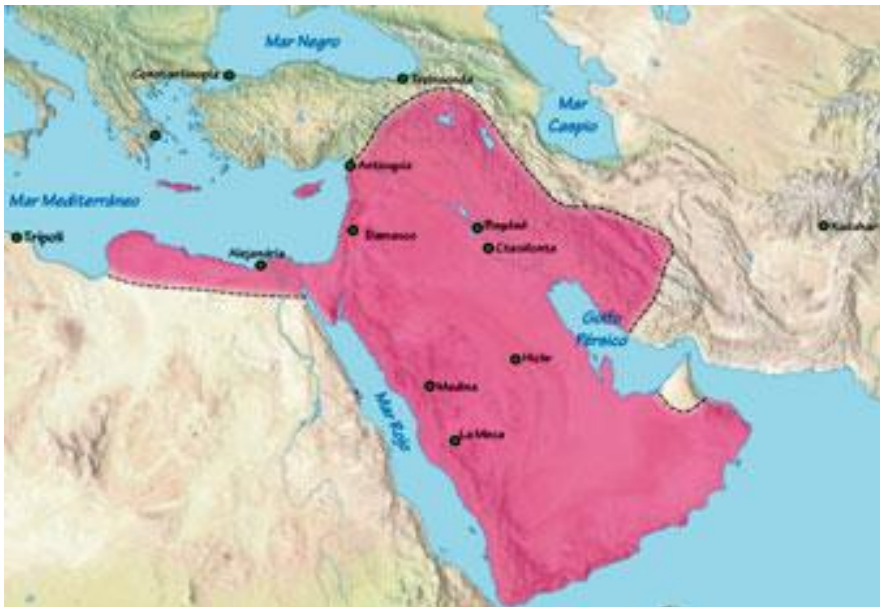 Mar Negro
Constantinopla
Trebisonda
Mar
Caspio
Antioquía
Mar Mediterráneo
Trípoli
Alejandría
Damasco
Bagdad
Ctesifonte
Kadahar
Golfo
Pérsico
Medina
La Meca
Mar Rojo